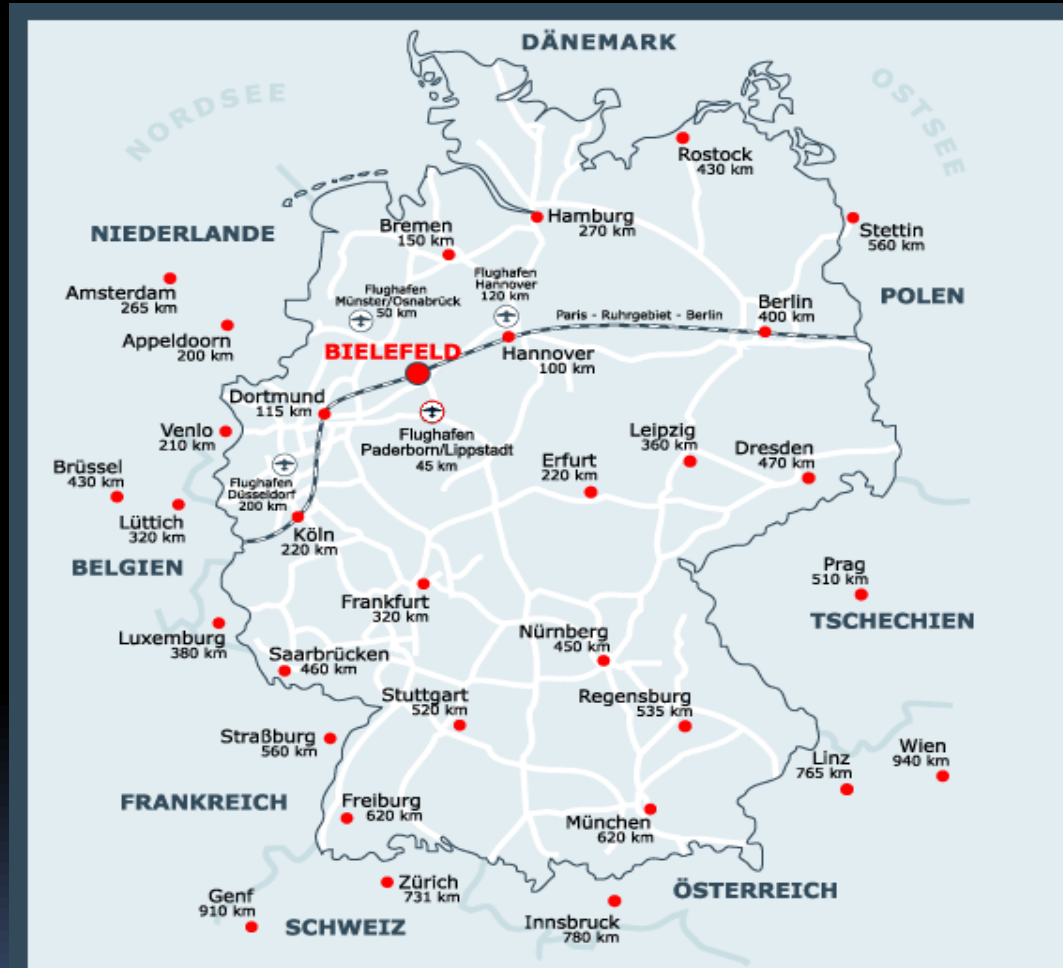 DÄNEMARK
NORDSEE
OSTSEE
Rostock
430 km
Hamburg
270 km
Bremen
150 km
Stettin
560 km
NIEDERLANDE
Amsterdam
265 km
Flughafen
Münster/Osnabrück
50 km
Flughafen
Hannover
120 km
POLEN
Berlin
400 km
Paris - Ruhrgebiet - Berlin
Appeldoorn
200 km
BIELEFELD
Hannover
100 km
Dortmund
115 km
Venlo
210 km
Flughafen
Paderborn/Lippstadt
45 km
Leipzig
360 km
Dresden
470 km
Brüssel
430 km
Erfurt
220 km
Flughafen
Düsseldorf
200 km
Lüttich
320 km
Köln
220 km
BELGIEN
Prag
510 km
Frankfurt
320 km
TSCHECHIEN
Luxemburg
380 km
Nürnberg
450 km
Saarbrücken
460 km
Stuttgart
520 km
Regensburg
535 km
Straßburg
560 km
Linz
765 km
Wien
940 km
FRANKREICH
Freiburg
620 km
München
620 km
Zürich
731 km
ÖSTERREICH
Genf
910 km
SCHWEIZ
Innsbruck
780 km